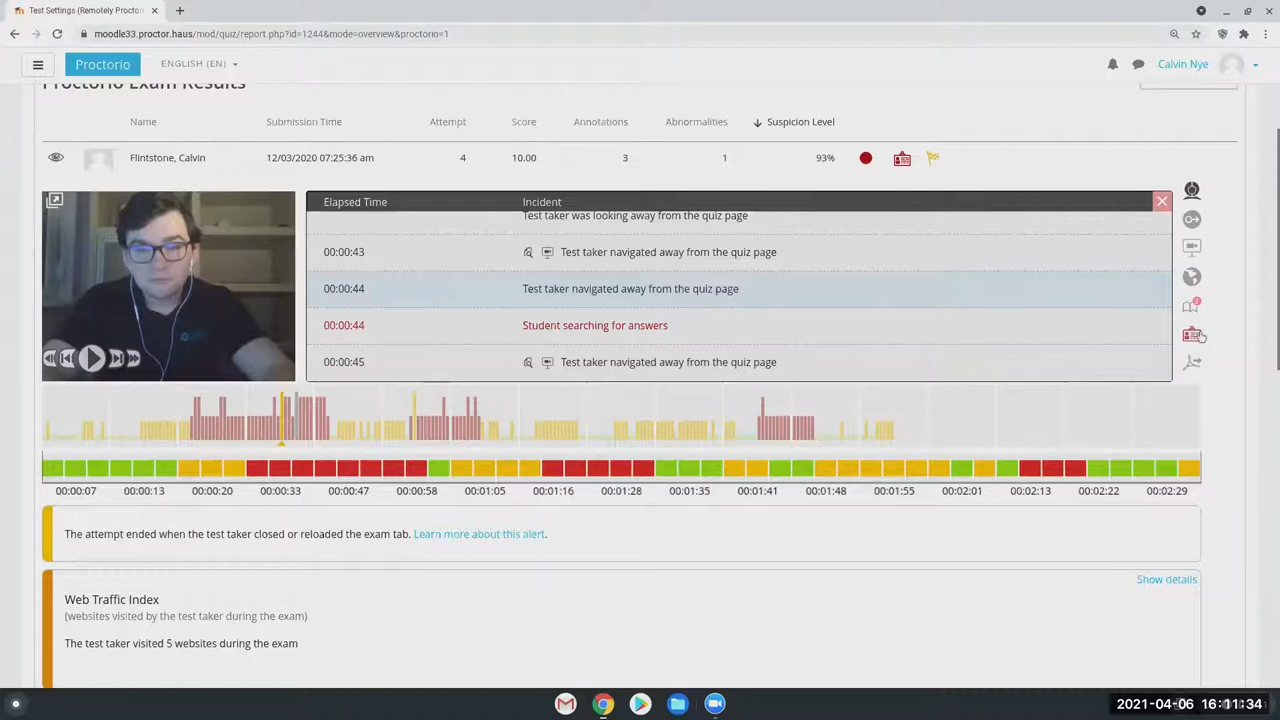 Test Settings (Remotely Procto
moodle33.proctor.haus/mod/quiz/report.php?id=1244&mode=overview&proctorio=1
Proctorio
ENGLISH (EN)
Calvin Nye
Proctorio Exam Results
Name Submission Time Attempt Score Annotations Abnormalities Suspicion Level
Flintstone, Calvin 12/03/2020 07:25:36 am 4 10.00 3 1 93%
Elapsed Time Incident
Test taker was looking away from the quiz page
00:00:43 Test taker navigated away from the quiz page
00:00:44 Test taker navigated away from the quiz page
00:00:44 Student searching for answers
00:00:45 Test taker navigated away from the quiz page
3
00:00:07 00:00:13 00:00:20 00:00:33 00:00:47 00:00:58 00:01:05 00:01:16 00:01:28 00:01:35 00:01:41 00:01:48 00:01:55 00:02:01 00:02:13 00:02:22 00:02:29
The attempt ended when the test taker closed or reloaded the exam tab. Learn more about this alert.
Show details
Web Traffic Index
(websites visited by the test taker during the exam)
The test taker visited 5 websites during the exam
2021-04-06 16:01:34